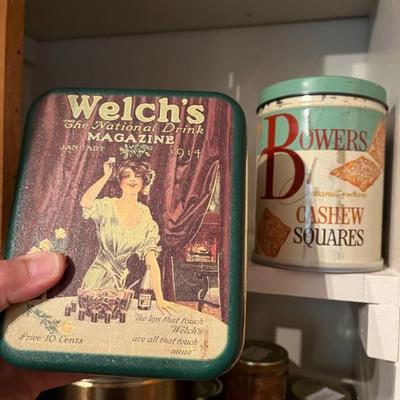 Welch's
The National Drink
MAGAZINE
JANUARY 1914
"The lips that touch
Welch's
are all that touch
mine"
Price 10 Cents
BOWERS
CASHEW
SQUARES